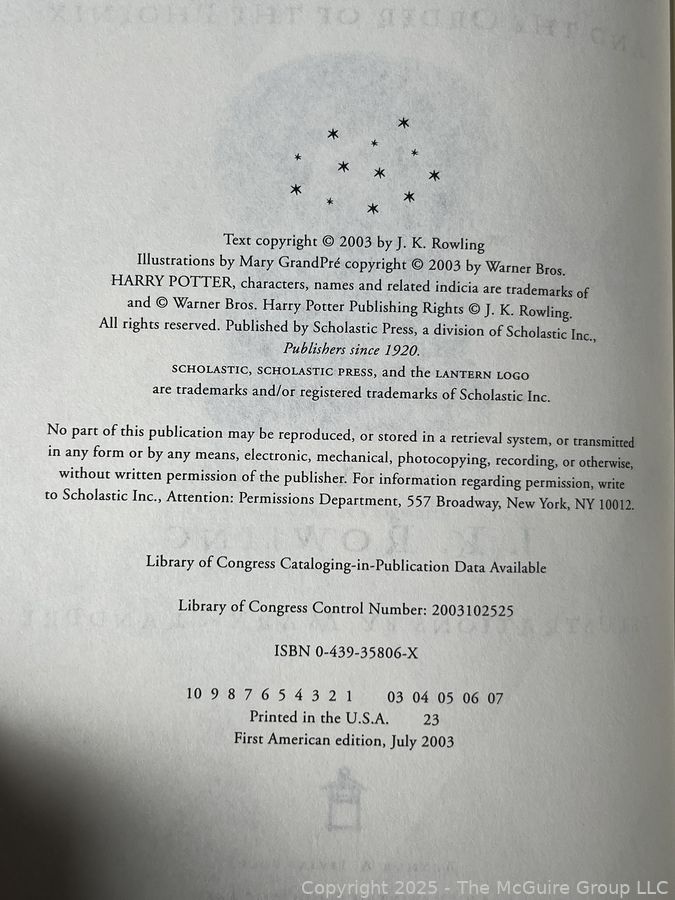 AND THE ORDER OF THE PHOENIX
Text copyright © 2003 by J. K. Rowling
Illustrations by Mary GrandPré copyright © 2003 by Warner Bros.
HARRY POTTER, characters, names and related indicia are trademarks of
and © Warner Bros. Harry Potter Publishing Rights © J. K. Rowling.
All rights reserved. Published by Scholastic Press, a division of Scholastic Inc.,
Publishers since 1920.
SCHOLASTIC, SCHOLASTIC PRESS, and the LANTERN LOGO
are trademarks and/or registered trademarks of Scholastic Inc.
No part of this publication may be reproduced, or stored in a retrieval system, or transmitted
in any form or by any means, electronic, mechanical, photocopying, recording, or otherwise,
without written permission of the publisher. For information regarding permission, write
to Scholastic Inc., Attention: Permissions Department, 557 Broadway, New York, NY 10012.
J. K. ROWLING
Library of Congress Cataloging-in-Publication Data Available
Library of Congress Control Number: 2003102525
ISBN 0-439-35806-X
10 9 8 7 6 5 4 3 2 1 03 04 05 06 07
Printed in the U.S.A. 23
First American edition, July 2003
Copyright 2025 - The McGuire Group LLC